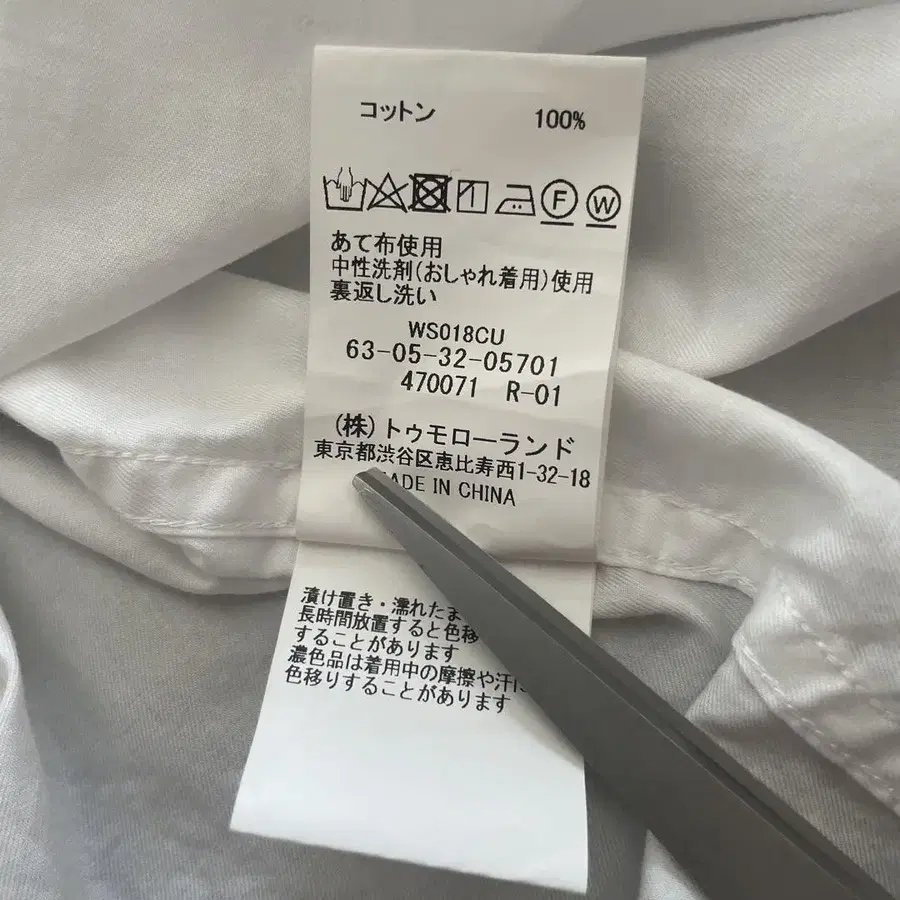 コットン 100%
F W
あて布使用
中性洗剤(おしゃれ着用)使用
裏返し洗い
WS018CU
63-05-32-05701
470071 R-01
(株)トゥモローランド
東京都渋谷区恵比寿西1-32-18
MADE IN CHINA
漬け置き・濡れたま
長時間放置すると色移
することがあります
濃色品は着用中の摩擦や汗に
色移りすることがあります